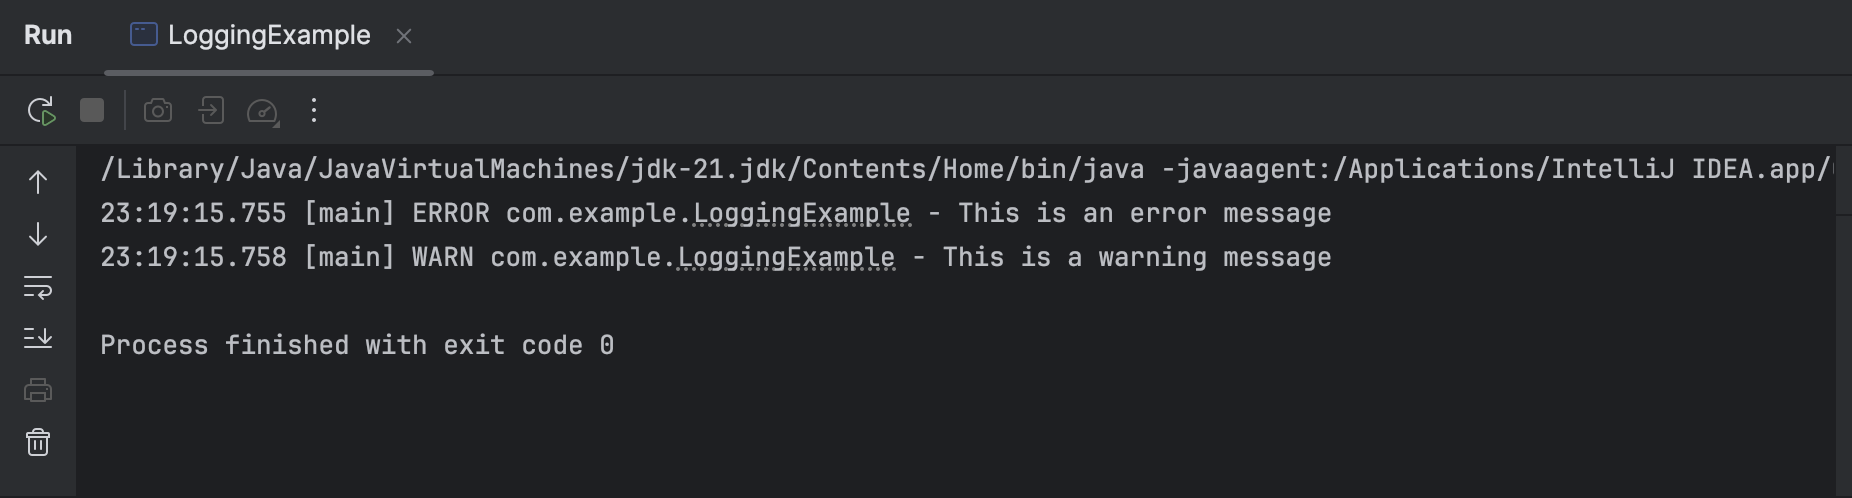 Run LoggingExample
/Library/Java/JavaVirtualMachines/jdk-21.jdk/Contents/Home/bin/java -javaagent:/Applications/IntelliJ IDEA.app/
23:19:15.755 [main] ERROR com.example.LoggingExample - This is an error message
23:19:15.758 [main] WARN com.example.LoggingExample - This is a warning message
Process finished with exit code 0